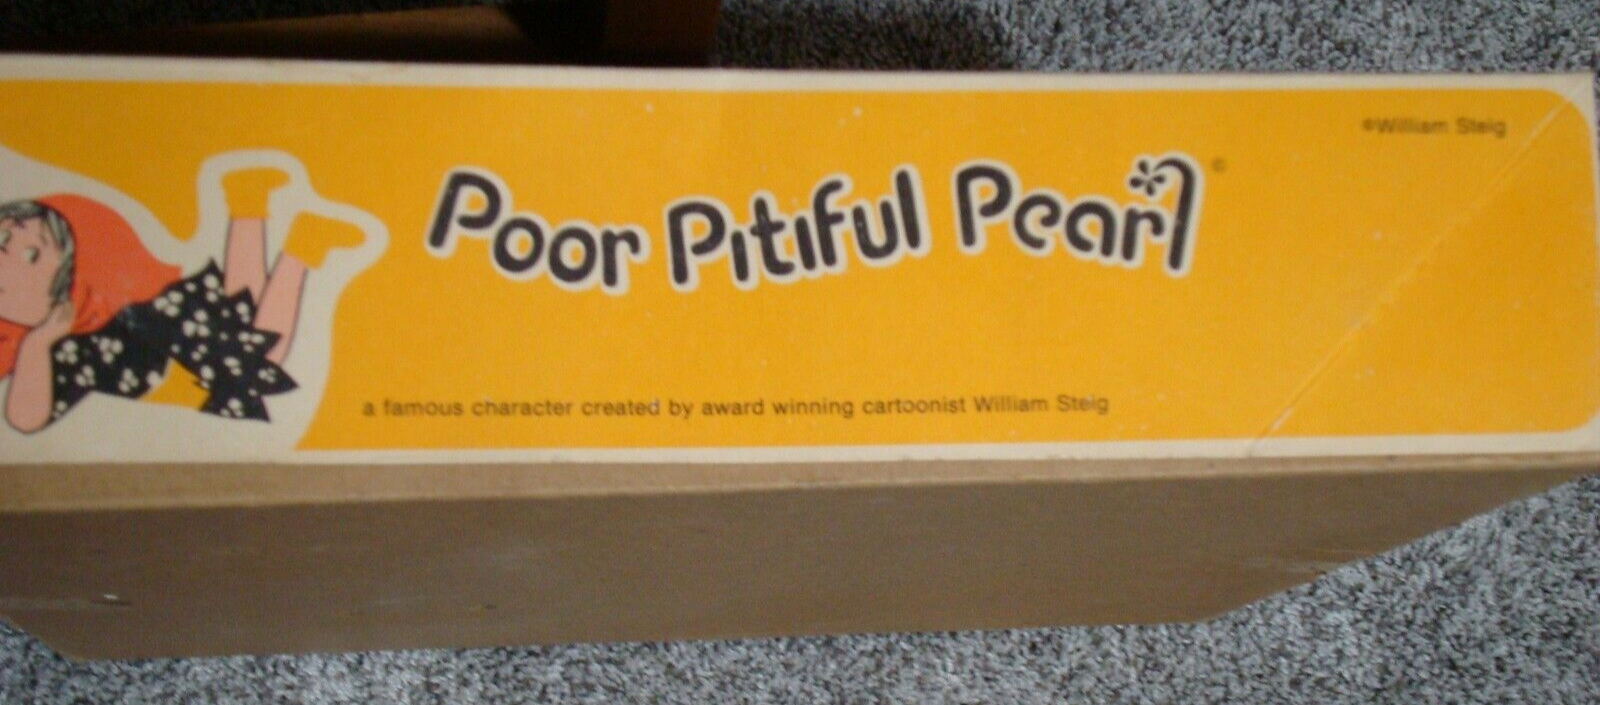 ©William Steig
Poor Pitiful Pearl ©
a famous character created by award winning cartoonist William Steig